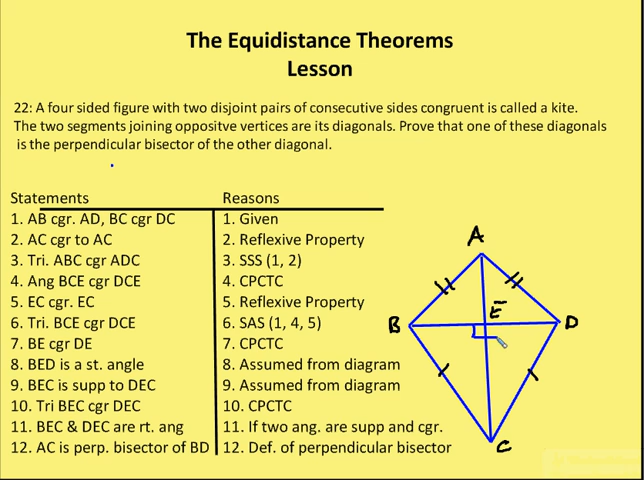 The Equidistance Theorems
Lesson
22: A four sided figure with two disjoint pairs of consecutive sides congruent is called a kite.
The two segments joining oppositve vertices are its diagonals. Prove that one of these diagonals
is the perpendicular bisector of the other diagonal.
Statements Reasons
1. AB cgr. AD, BC cgr DC 1. Given
2. AC cgr to AC 2. Reflexive Property
3. Tri. ABC cgr ADC 3. SSS (1, 2)
4. Ang BCE cgr DCE 4. CPCTC
5. EC cgr. EC 5. Reflexive Property
6. Tri. BCE cgr DCE 6. SAS (1, 4, 5)
7. BE cgr DE 7. CPCTC
8. BED is a st. angle 8. Assumed from diagram
9. BEC is supp to DEC 9. Assumed from diagram
10. Tri BEC cgr DEC 10. CPCTC
11. BEC & DEC are rt. ang 11. If two ang. are supp and cgr.
12. AC is perp. bisector of BD 12. Def. of perpendicular bisector
A
E
B D
C